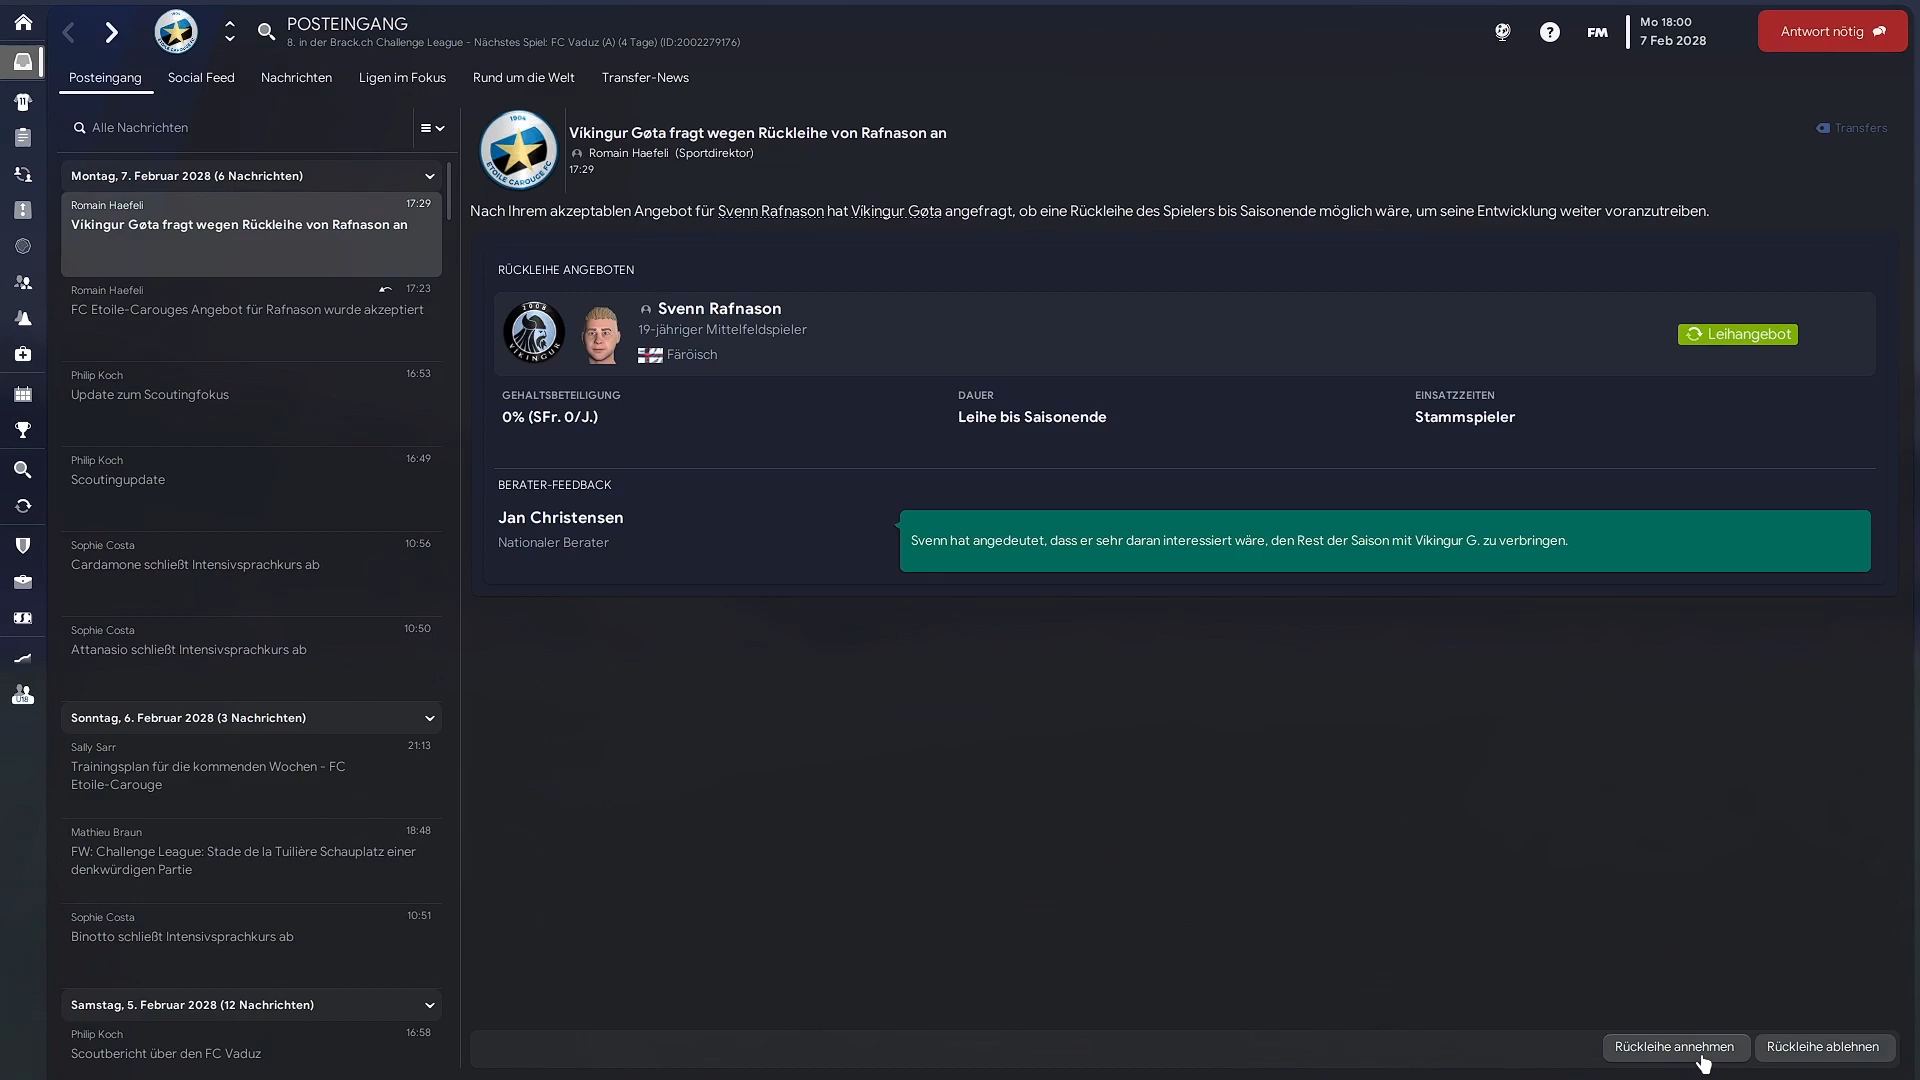 POSTEINGANG
8. in der Brack.ch Challenge League - Nächstes Spiel: FC Vaduz (A) (4 Tage) (ID:2002279176)
FM
Mo 18:00
7 Feb 2028
Antwort nötig
Posteingang
Social Feed
Nachrichten
Ligen im Fokus
Rund um die Welt
Transfer-News
Alle Nachrichten
Montag, 7. Februar 2028 (6 Nachrichten)
Romain Haefeli 17:29
Víkingur Gøta fragt wegen Rückleihe von Rafnason an
Romain Haefeli 17:23
FC Etoile-Carouges Angebot für Rafnason wurde akzeptiert
Philip Koch 16:53
Update zum Scoutingfokus
Philip Koch 16:49
Scoutingupdate
Sophie Costa 10:56
Cardamone schließt Intensivsprachkurs ab
Sophie Costa 10:50
Attanasio schließt Intensivsprachkurs ab
Sonntag, 6. Februar 2028 (3 Nachrichten)
Sally Sarr 21:13
Trainingsplan für die kommenden Wochen - FC
Etoile-Carouge
Mathieu Braun 18:48
FW: Challenge League: Stade de la Tuilière Schauplatz einer
denkwürdigen Partie
Sophie Costa 10:51
Binotto schließt Intensivsprachkurs ab
Samstag, 5. Februar 2028 (12 Nachrichten)
Philip Koch 16:58
Scoutbericht über den FC Vaduz
U18
11
1904
ETOILE CAROUGE FC
Víkingur Gøta fragt wegen Rückleihe von Rafnason an
Romain Haefeli (Sportdirektor)
17:29
Transfers
Nach Ihrem akzeptablen Angebot für Svenn Rafnason hat Víkingur Gøta angefragt, ob eine Rückleihe des Spielers bis Saisonende möglich wäre, um seine Entwicklung weiter voranzutreiben.
RÜCKLEIHE ANGEBOTEN
2008
VIKINGUR
Svenn Rafnason
19-jähriger Mittelfeldspieler
Färöisch
Leihangebot
GEHALTSBETEILIGUNG
0% (SFr. 0/J.)
DAUER
Leihe bis Saisonende
EINSATZZEITEN
Stammspieler
BERATER-FEEDBACK
Jan Christensen
Nationaler Berater
Svenn hat angedeutet, dass er sehr daran interessiert wäre, den Rest der Saison mit Víkingur G. zu verbringen.
Rückleihe annehmen
Rückleihe ablehnen